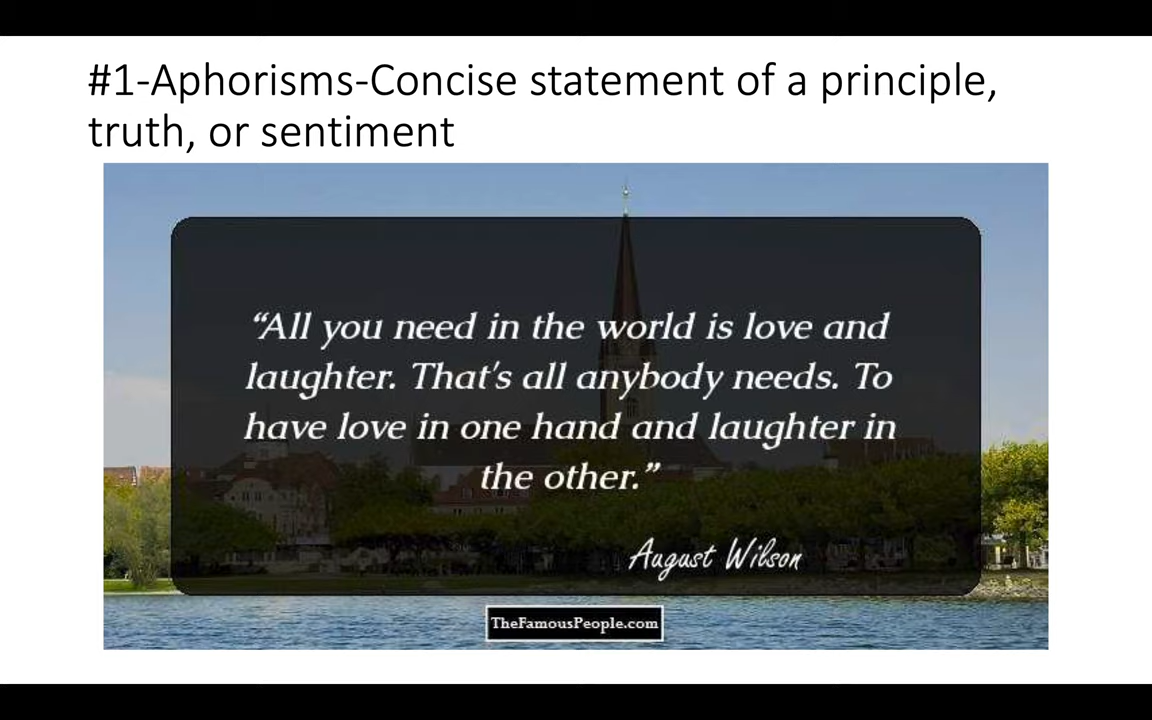 #1-Aphorisms-Concise statement of a principle,
truth, or sentiment
“All you need in the world is love and
laughter. That's all anybody needs. To
have love in one hand and laughter in
the other.”
August Wilson
TheFamousPeople.com